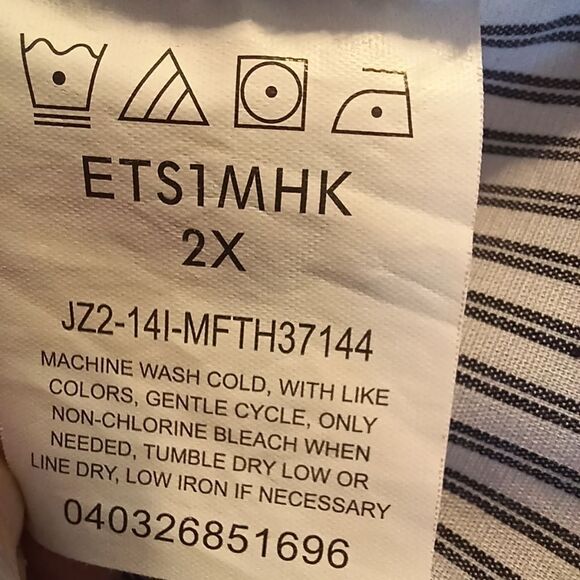 ETS1MHK
2X
JZ2-14I-MFTH37144
MACHINE WASH COLD, WITH LIKE
COLORS, GENTLE CYCLE, ONLY
NON-CHLORINE BLEACH WHEN
NEEDED, TUMBLE DRY LOW OR
LINE DRY, LOW IRON IF NECESSARY
040326851696